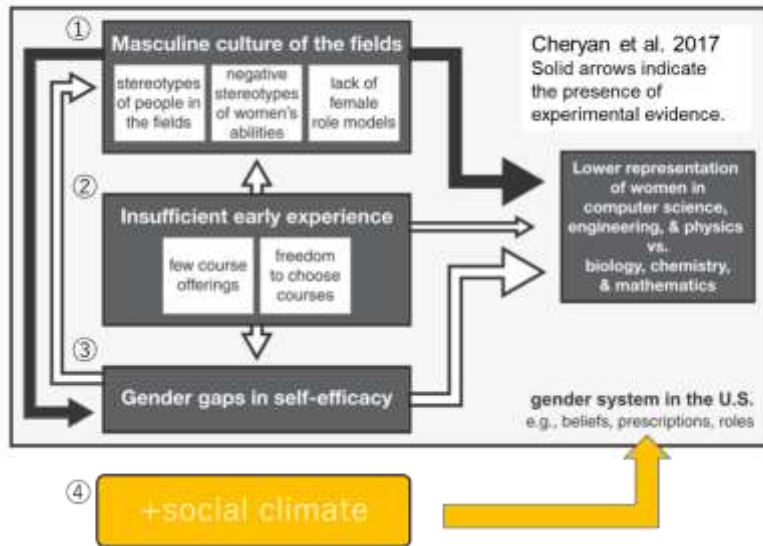 ①
Masculine culture of the fields
stereotypes
of people in
the fields
negative
stereotypes
of women's
abilities
lack of
female
role models
Cheryan et al. 2017
Solid arrows indicate
the presence of
experimental evidence.
②
Insufficient early experience
few course
offerings
freedom
to choose
courses
Lower representation
of women in
computer science,
engineering, & physics
vs.
biology, chemistry,
& mathematics
③
Gender gaps in self-efficacy
gender system in the U.S.
e.g., beliefs, prescriptions, roles
④
+social climate